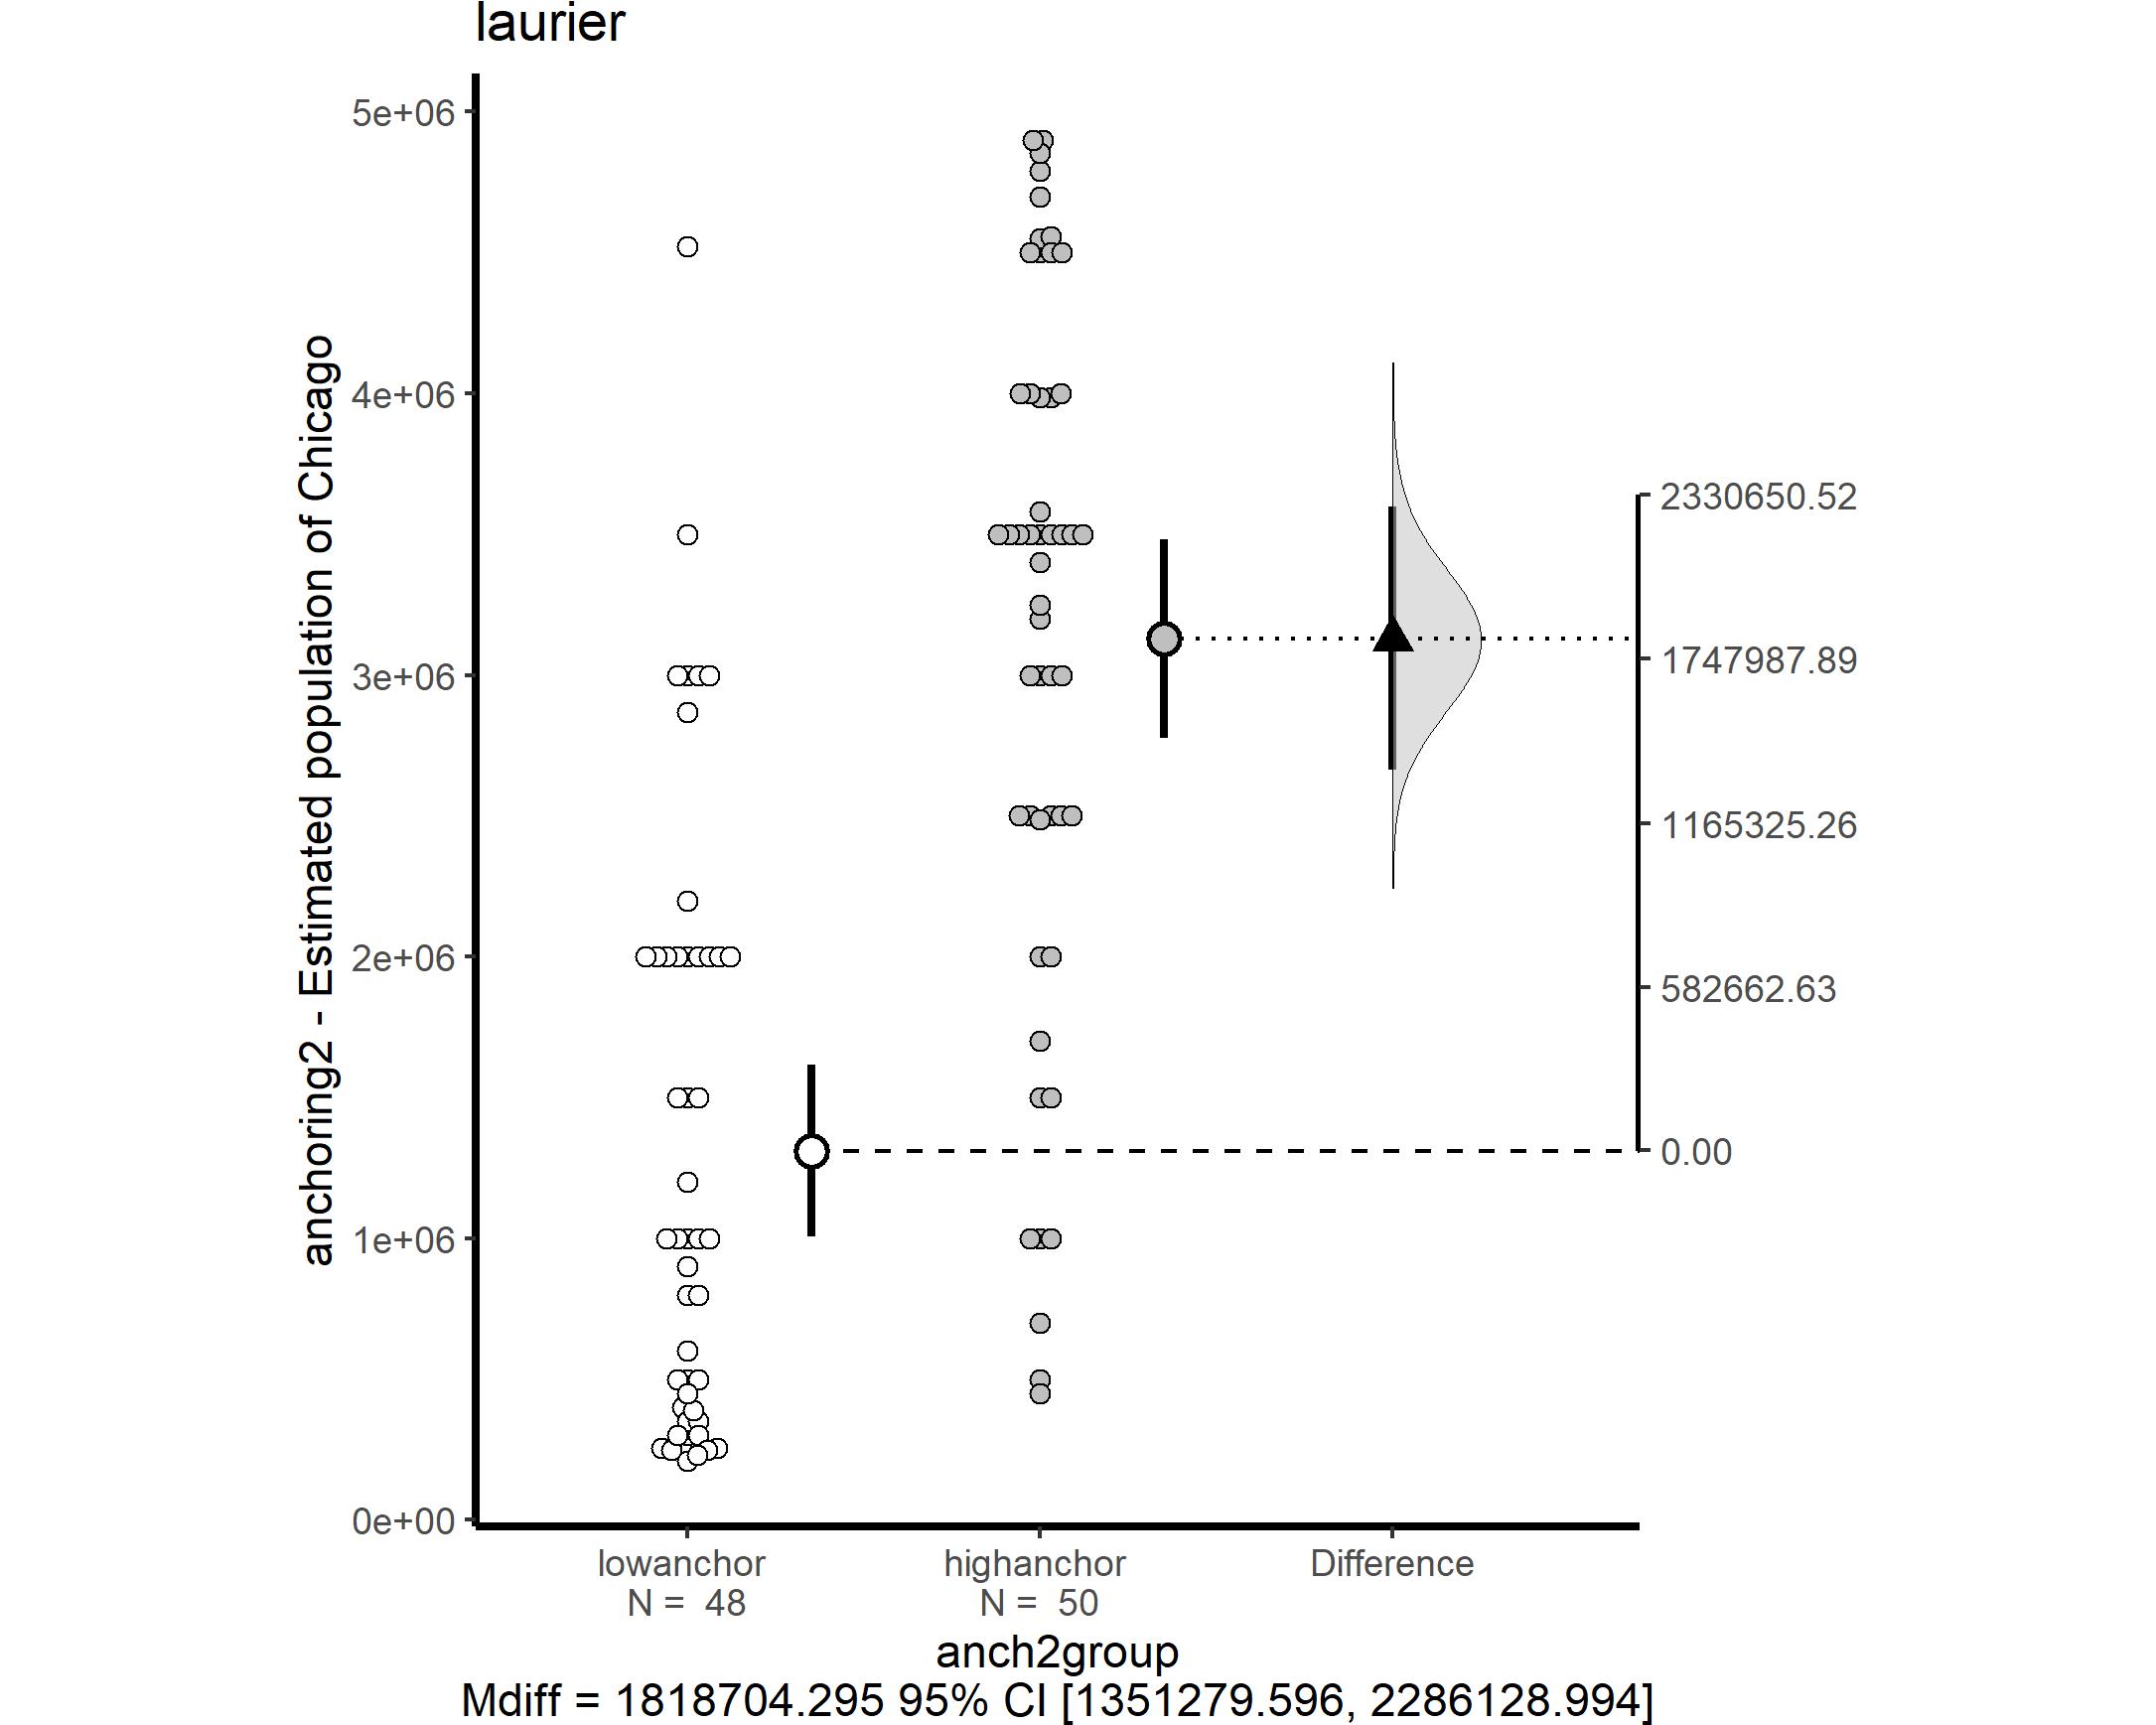 laurier
anchoring2 - Estimated population of Chicago
5e+06
4e+06
3e+06
2e+06
1e+06
0e+00
2330650.52
1747987.89
1165325.26
582662.63
0.00
lowanchor
N =  48
highanchor
N =  50
Difference
anch2group
Mdiff = 1818704.295 95% CI [1351279.596, 2286128.994]